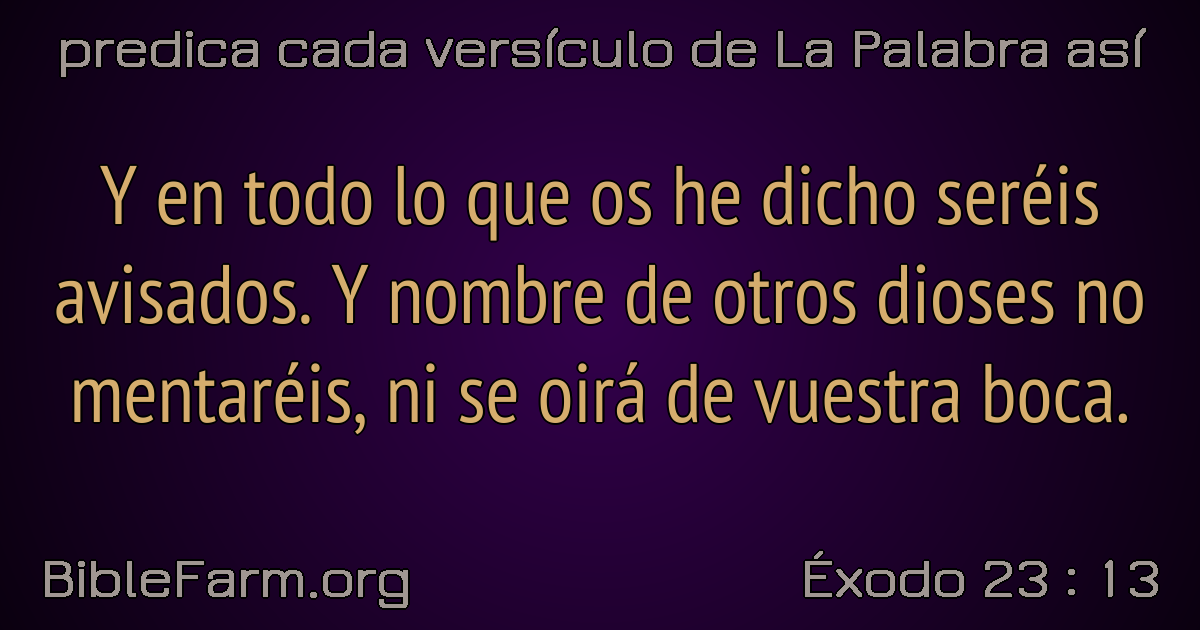 predica cada versículo de La Palabra así
Y en todo lo que os he dicho seréis
avisados. Y nombre de otros dioses no
mentaréis, ni se oirá de vuestra boca.
BibleFarm.org
Éxodo 23 : 13